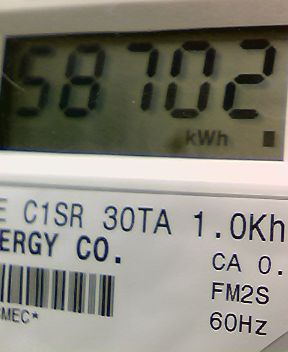 58702
kWh
E C1SR 30TA 1.0Kh
ERGY CO.
CA 0.
FM2S
MEC*
60Hz